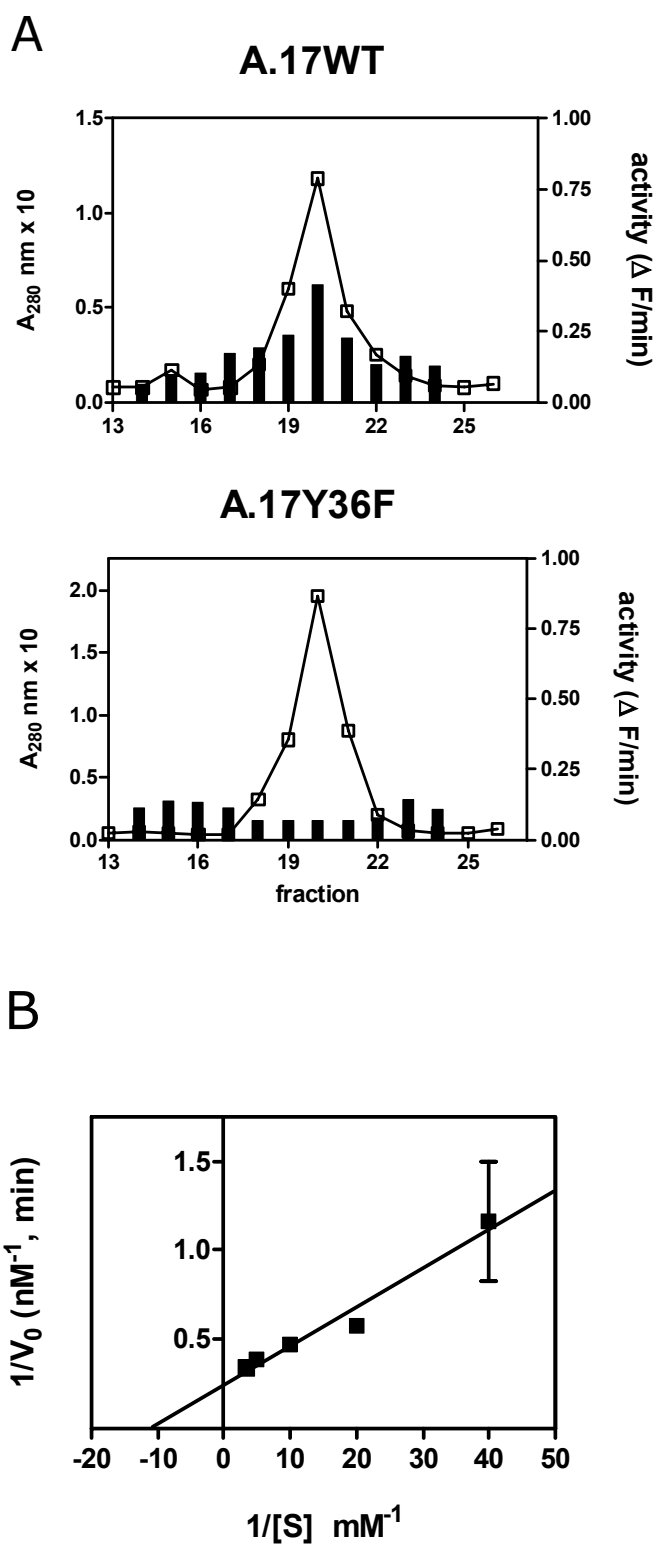 A
A.17WT
A280 nm x 10
1.5
1.0
0.5
0.0
1.00
0.75
0.50
0.25
0.00
activity (Δ F/min)
13 16 19 22 25
A.17Y36F
A280 nm x 10
2.0
1.5
1.0
0.5
0.0
1.00
0.75
0.50
0.25
0.00
activity (Δ F/min)
13 16 19 22 25
fraction
B
1/V0 (nM-1, min)
1.5
1.0
0.5
-20 -10 0 10 20 30 40 50
1/[S] mM-1